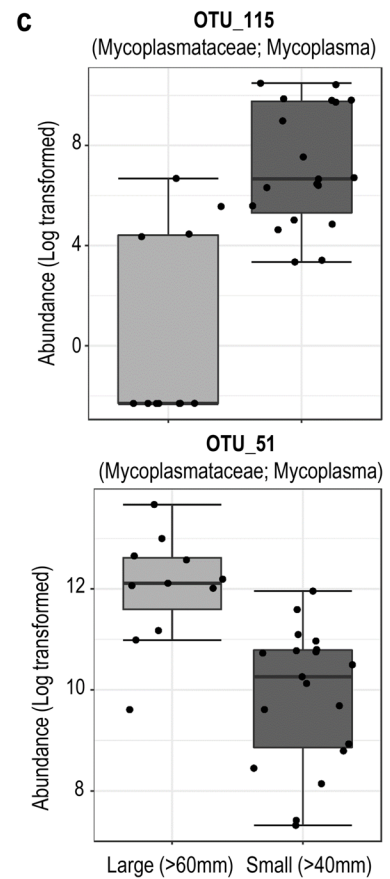 c
OTU_115
(Mycoplasmataceae; Mycoplasma)
Abundance (Log transformed)
8
4
0
OTU_51
(Mycoplasmataceae; Mycoplasma)
Abundance (Log transformed)
12
10
8
Large (>60mm) Small (>40mm)